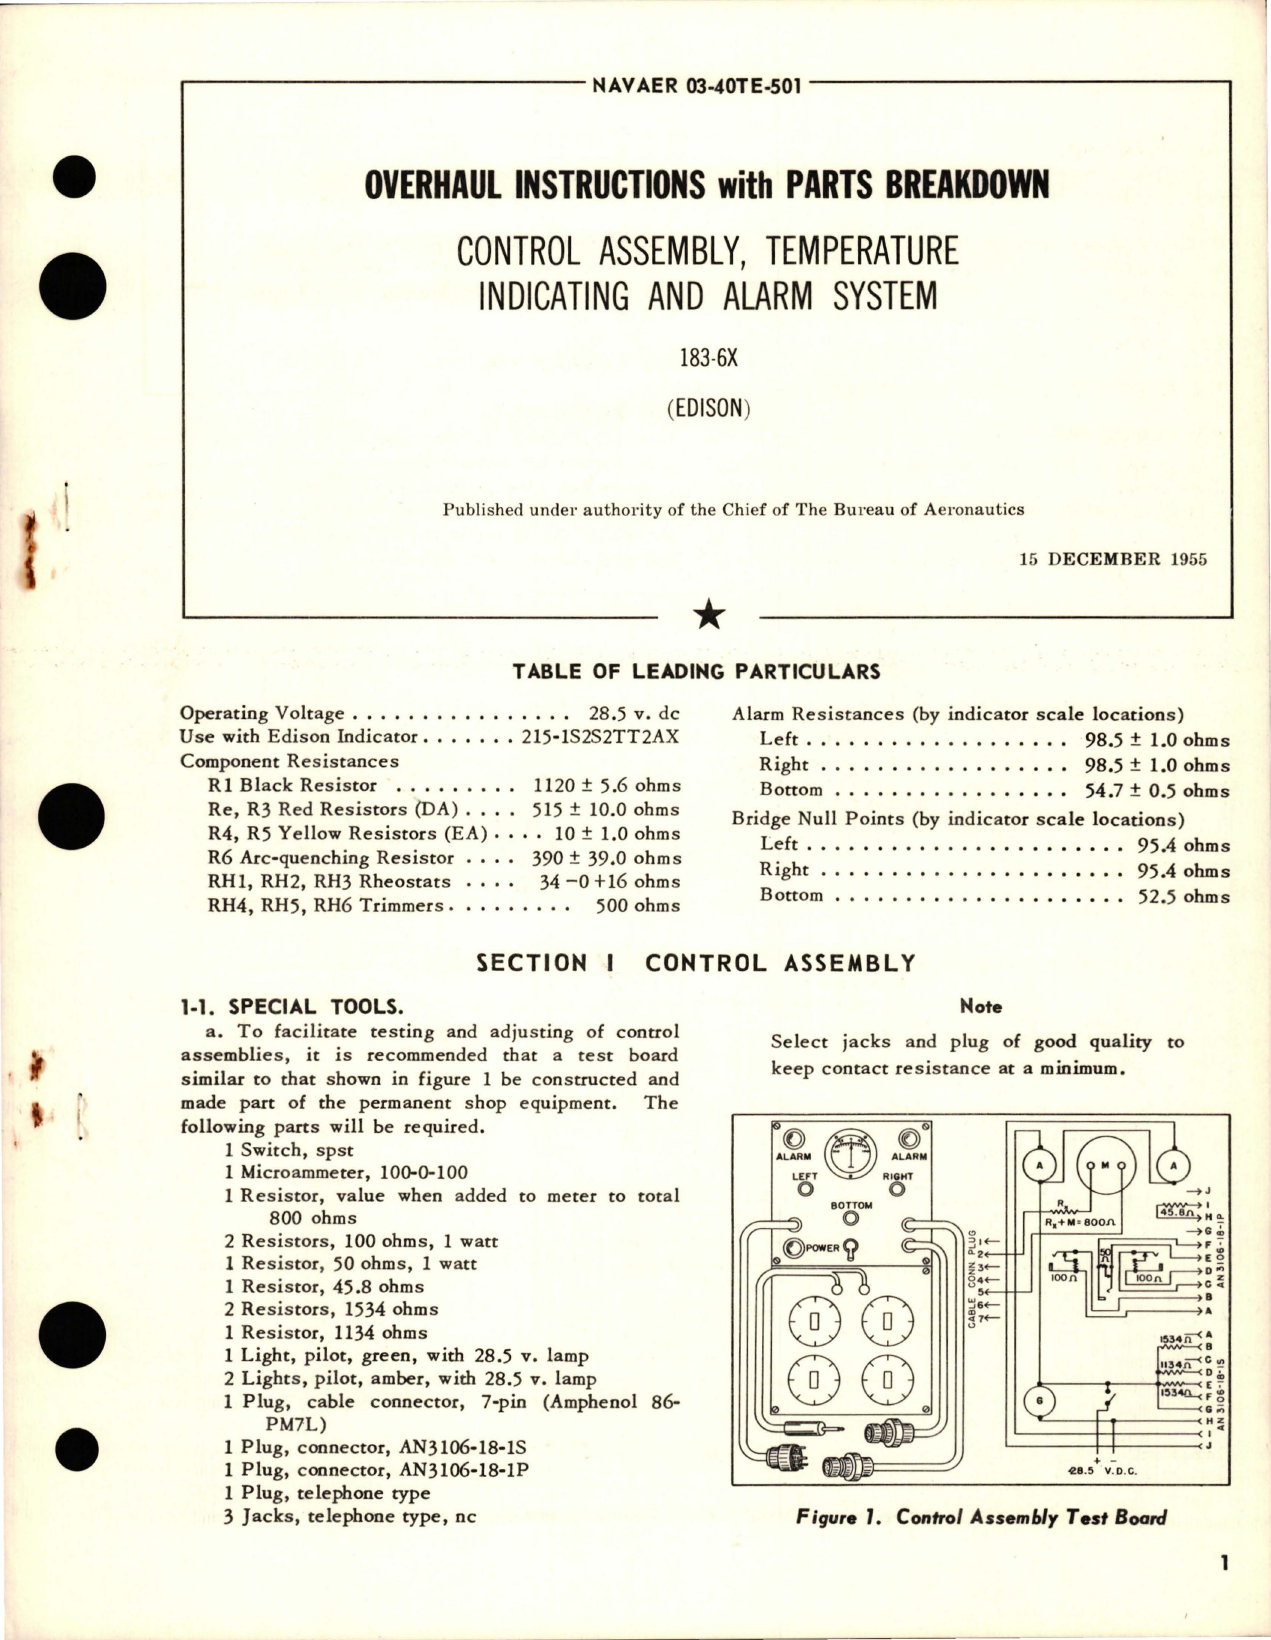 NAVAER 03-40TE-501
OVERHAUL INSTRUCTIONS with PARTS BREAKDOWN
CONTROL ASSEMBLY, TEMPERATURE
INDICATING AND ALARM SYSTEM
183-6X
(EDISON)
Published under authority of the Chief of The Bureau of Aeronautics
15 DECEMBER 1955
TABLE OF LEADING PARTICULARS
Operating Voltage . . . . . . . . . . . . . . . . 28.5 v. dc
Use with Edison Indicator . . . . . . . 215-1S2S2TT2AX
Component Resistances
R1 Black Resistor . . . . . . . . . 1120 ± 5.6 ohms
Re, R3 Red Resistors (DA) . . . . 515 ± 10.0 ohms
R4, R5 Yellow Resistors (EA) . . . . 10 ± 1.0 ohms
R6 Arc-quenching Resistor . . . . 390 ± 39.0 ohms
RH1, RH2, RH3 Rheostats . . . . 34 -0 +16 ohms
RH4, RH5, RH6 Trimmers . . . . . . . . . 500 ohms
Alarm Resistances (by indicator scale locations)
Left . . . . . . . . . . . . . . . . . . . 98.5 ± 1.0 ohms
Right . . . . . . . . . . . . . . . . . . 98.5 ± 1.0 ohms
Bottom . . . . . . . . . . . . . . . . . 54.7 ± 0.5 ohms
Bridge Null Points (by indicator scale locations)
Left . . . . . . . . . . . . . . . . . . . . . . . 95.4 ohms
Right . . . . . . . . . . . . . . . . . . . . . . 95.4 ohms
Bottom . . . . . . . . . . . . . . . . . . . . . 52.5 ohms
SECTION I CONTROL ASSEMBLY
1-1. SPECIAL TOOLS.
a. To facilitate testing and adjusting of control
assemblies, it is recommended that a test board
similar to that shown in figure 1 be constructed and
made part of the permanent shop equipment. The
following parts will be required.
1 Switch, spst
1 Microammeter, 100-0-100
1 Resistor, value when added to meter to total
800 ohms
2 Resistors, 100 ohms, 1 watt
1 Resistor, 50 ohms, 1 watt
1 Resistor, 45.8 ohms
2 Resistors, 1534 ohms
1 Resistor, 1134 ohms
1 Light, pilot, green, with 28.5 v. lamp
2 Lights, pilot, amber, with 28.5 v. lamp
1 Plug, cable connector, 7-pin (Amphenol 86-
PM7L)
1 Plug, connector, AN3106-18-1S
1 Plug, connector, AN3106-18-1P
1 Plug, telephone type
3 Jacks, telephone type, nc
Note
Select jacks and plug of good quality to
keep contact resistance at a minimum.
ALARM
ALARM
LEFT
RIGHT
BOTTOM
POWER
CABLE CONN PLUG
1
2
3
4
5
6
7
A
M
A
Rx
Rx+M=800Ω
45.8Ω
100Ω
50
Ω
100Ω
J
I
H
G
F
E
D
C
B
A
AN 3106-18-1P
1534Ω
1134Ω
1534Ω
A
B
C
D
E
F
G
H
I
J
AN 3106-18-1S
G
+ -
28.5 V.D.C.
Figure 1. Control Assembly Test Board
1